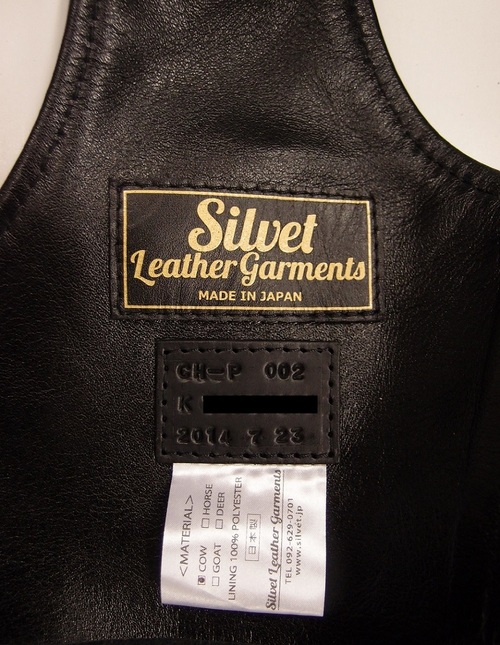 Silvet
Leather Garments
MADE IN JAPAN
GH-P 002
K
2014 7 23
<MATERIAL>
COW □ HORSE
□ GOAT □ DEER
LINING 100% POLYESTER
日本製
Silvet Leather Garments
TEL 092-629-0701
www.silvet.jp